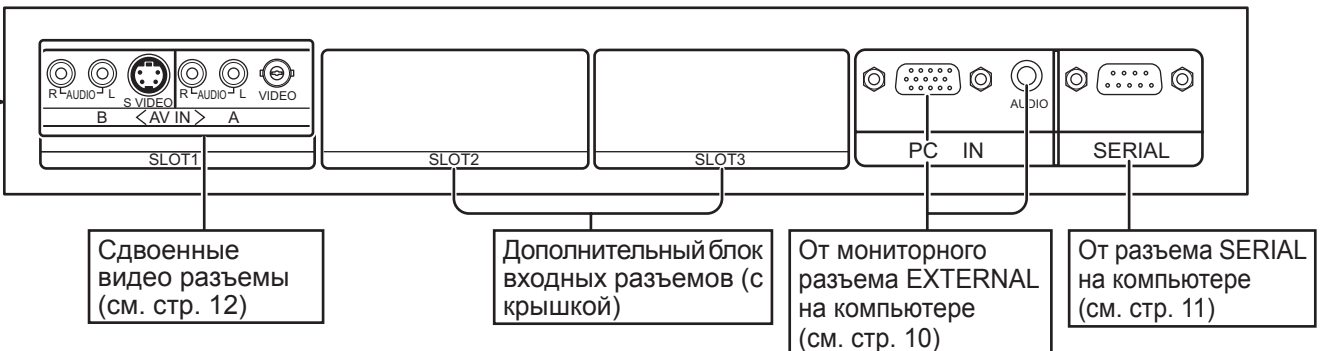 R AUDIO L S VIDEO R AUDIO L VIDEO AUDIO
B <AV IN> A
PC IN SERIAL
SLOT1 SLOT2 SLOT3
Сдвоенные
видео разъемы
(см. стр. 12)
Дополнительный блок
входных разъемов (с
крышкой)
От мониторного
разъема EXTERNAL
на компьютере
(см. стр. 10)
От разъема SERIAL
на компьютере
(см. стр. 11)